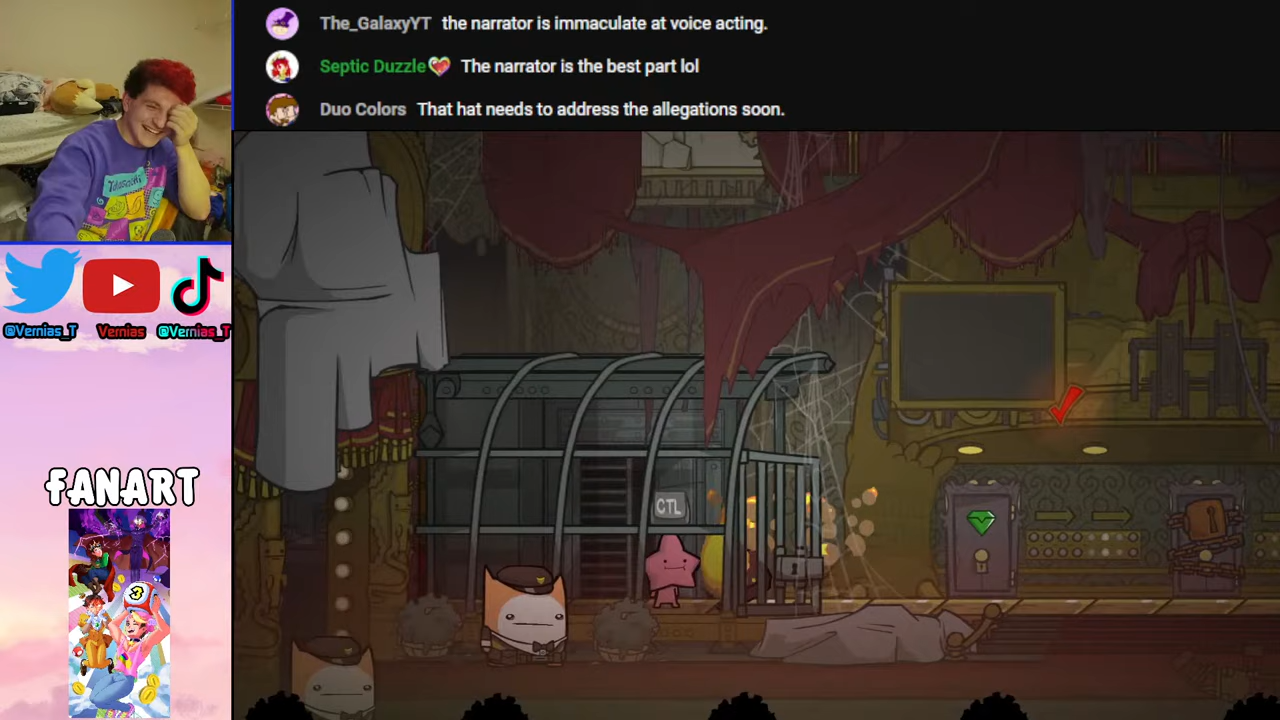 The_GalaxyYT the narrator is immaculate at voice acting.
Septic Duzzle The narrator is the best part lol
Duo Colors That hat needs to address the allegations soon.
@Vernias_T Vernias @Vernias_T
FANART
CTL